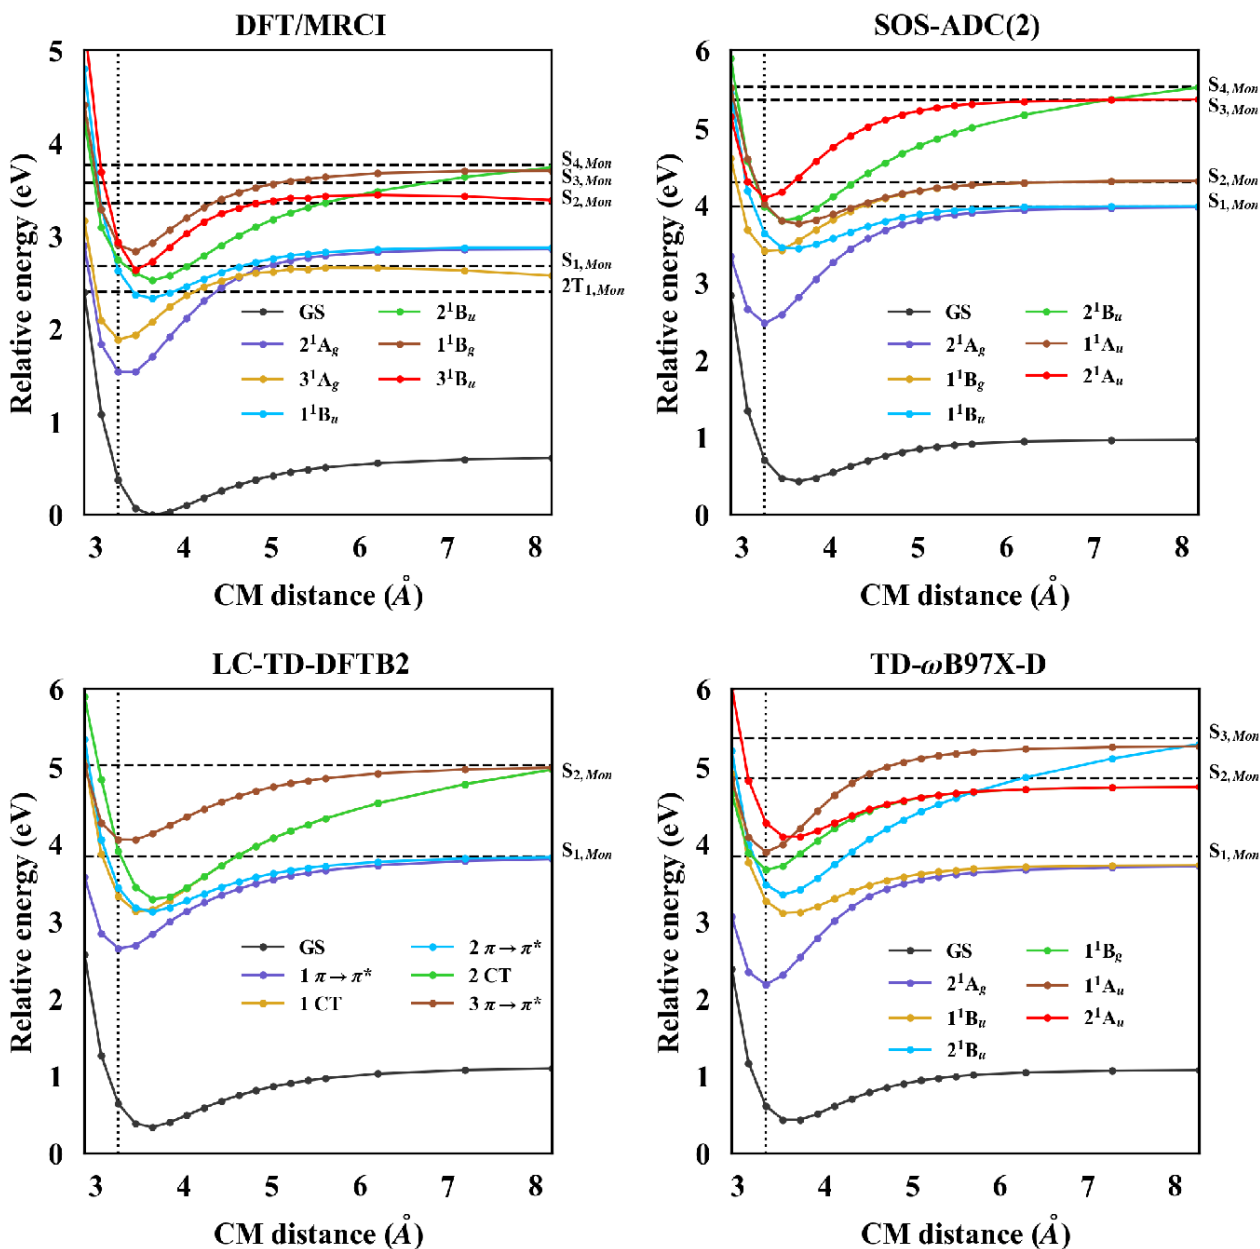 DFT/MRCI
5
4
3
2
1
0
Relative energy (eV)
S4,Mon
S3,Mon
S2,Mon
S1,Mon
2T1,Mon
GS
2¹Ag
3¹Ag
1¹Bu
2¹Bu
1¹Bg
3¹Bu
3 4 5 6 7 8
CM distance (Å)
SOS-ADC(2)
6
5
4
3
2
1
0
Relative energy (eV)
S4,Mon
S3,Mon
S2,Mon
S1,Mon
GS
2¹Ag
1¹Bg
1¹Bu
2¹Bu
1¹Au
2¹Au
3 4 5 6 7 8
CM distance (Å)
LC-TD-DFTB2
6
5
4
3
2
1
0
Relative energy (eV)
S2,Mon
S1,Mon
GS
1 π→π*
1 CT
2 π→π*
2 CT
3 π→π*
3 4 5 6 7 8
CM distance (Å)
TD-ωB97X-D
6
5
4
3
2
1
0
Relative energy (eV)
S3,Mon
S2,Mon
S1,Mon
GS
2¹Ag
1¹Bu
2¹Bu
1¹Bg
1¹Au
2¹Au
3 4 5 6 7 8
CM distance (Å)